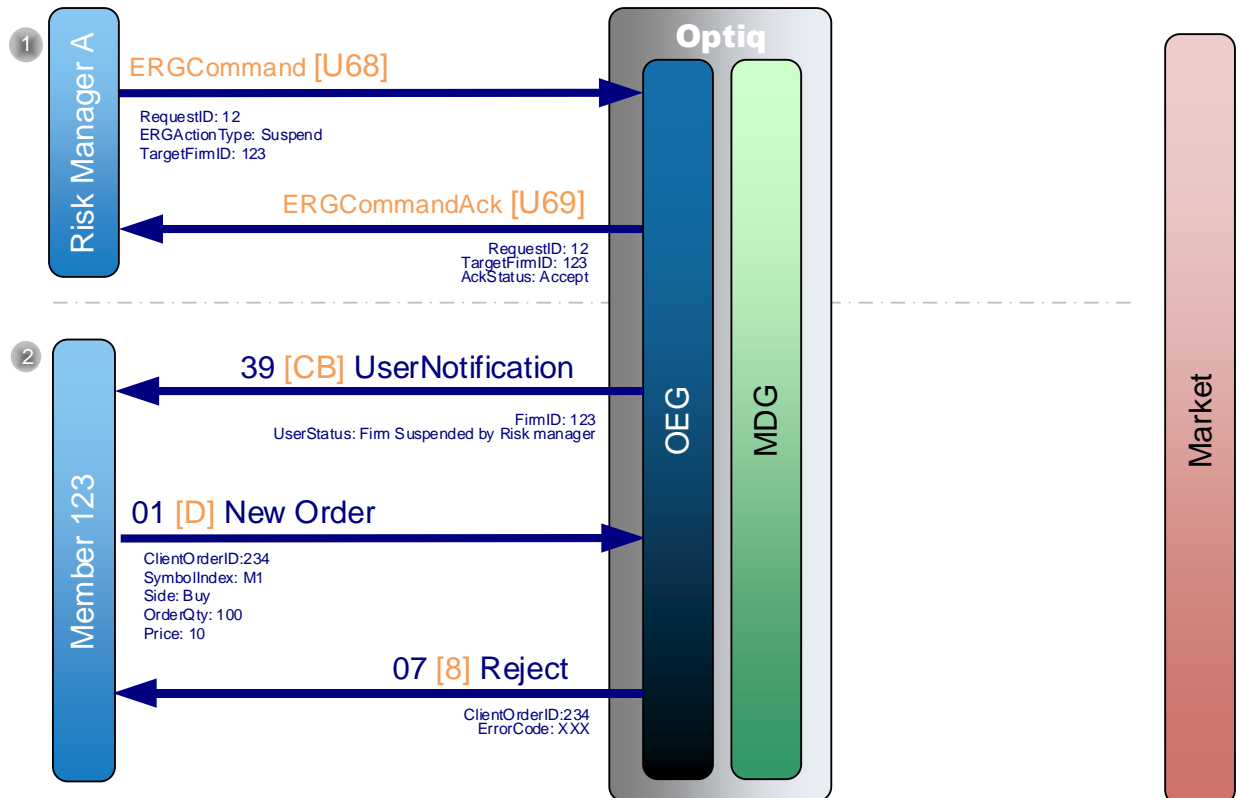 1
Risk Manager A
ERGCommand [U68]
RequestID: 12
ERGActionType: Suspend
TargetFirmID: 123
ERGCommandAck [U69]
RequestID: 12
TargetFirmID: 123
AckStatus: Accept
Optiq
OEG
MDG
Market
2
Member 123
39 [CB] UserNotification
FirmID: 123
UserStatus: Firm Suspended by Risk manager
01 [D] New Order
ClientOrderID:234
SymbolIndex: M1
Side: Buy
OrderQty: 100
Price: 10
07 [8] Reject
ClientOrderID:234
ErrorCode: XXX